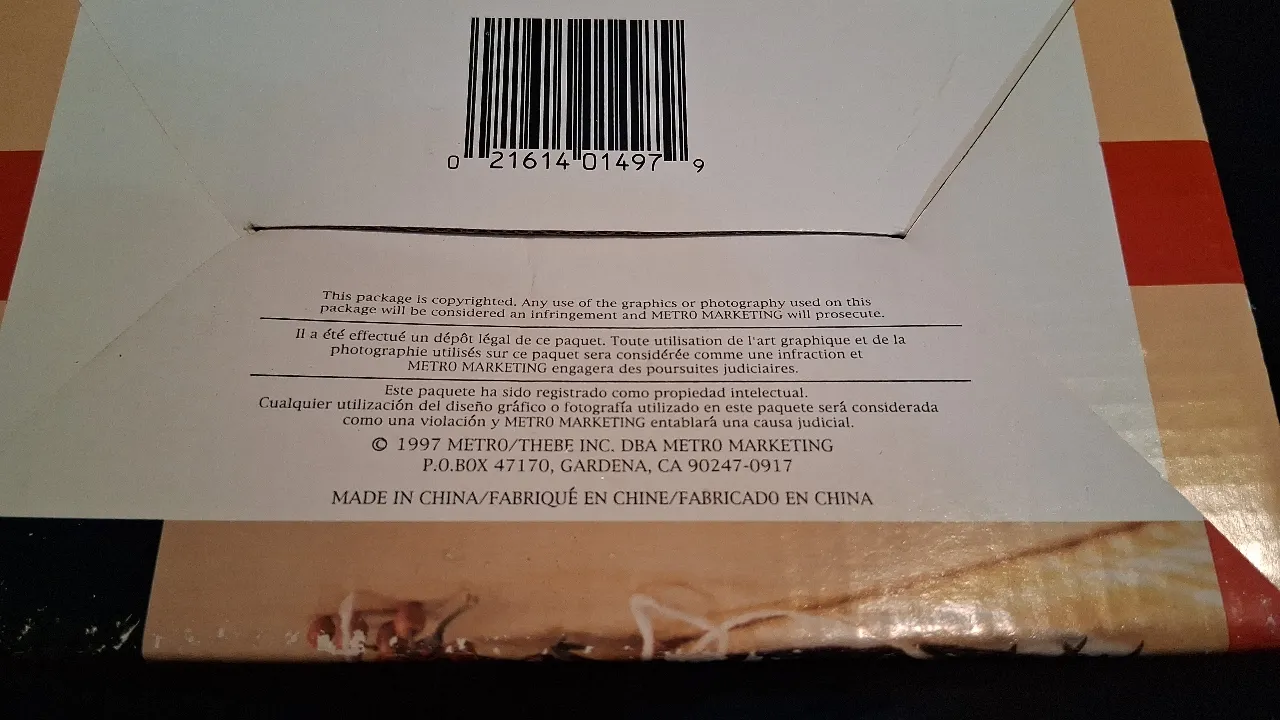 0 21614 01497 9
This package is copyrighted. Any use of the graphics or photography used on this
package will be considered an infringement and METRO MARKETING will prosecute.
Il a été effectué un dépôt légal de ce paquet. Toute utilisation de l'art graphique et de la
photographie utilisés sur ce paquet sera considérée comme une infraction et
METRO MARKETING engagera des poursuites judiciaires.
Este paquete ha sido registrado como propiedad intelectual.
Cualquier utilización del diseño gráfico o fotografía utilizado en este paquete será considerada
como una violación y METRO MARKETING entablará una causa judicial.
© 1997 METRO/THEBE INC. DBA METRO MARKETING
P.O.BOX 47170, GARDENA, CA 90247-0917
MADE IN CHINA/FABRIQUÉ EN CHINE/FABRICADO EN CHINA